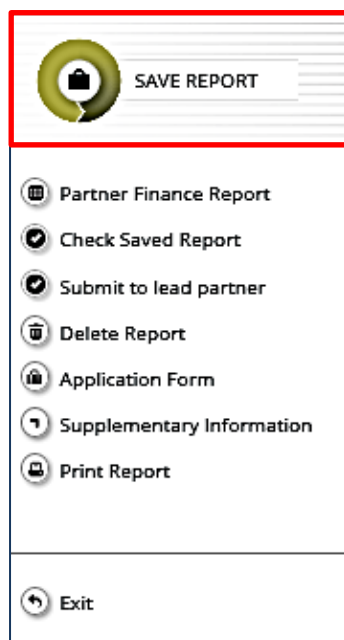 SAVE REPORT
Partner Finance Report
Check Saved Report
Submit to lead partner
Delete Report
Application Form
Supplementary Information
Print Report
Exit